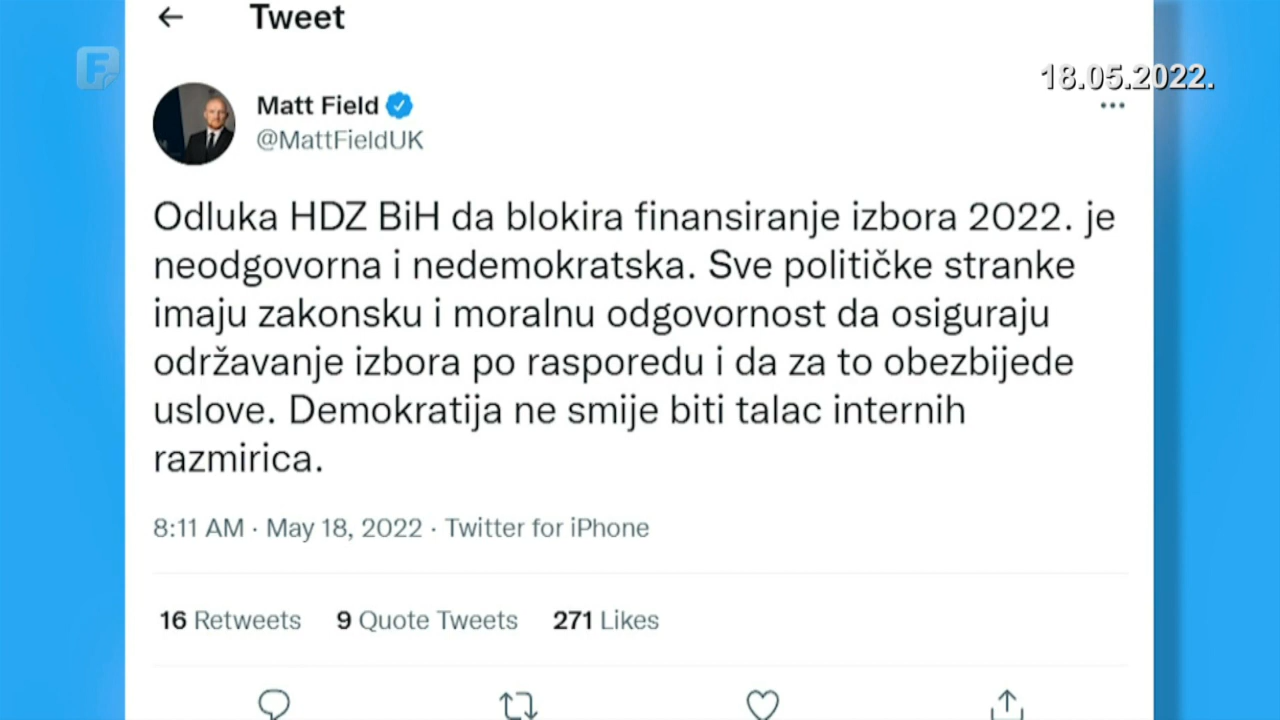 Tweet
F
18.05.2022.
Matt Field
@MattFieldUK
Odluka HDZ BiH da blokira finansiranje izbora 2022. je
neodgovorna i nedemokratska. Sve političke stranke
imaju zakonsku i moralnu odgovornost da osiguraju
održavanje izbora po rasporedu i da za to obezbijede
uslove. Demokratija ne smije biti talac internih
razmirica.
8:11 AM · May 18, 2022 · Twitter for iPhone
16 Retweets 9 Quote Tweets 271 Likes